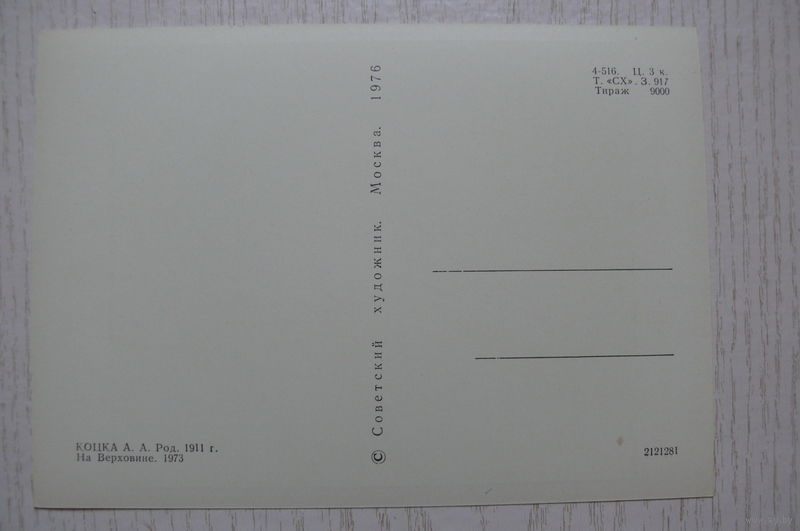 4-516. Ц. 3 к.
Т. «СХ». З. 917
Тираж 9000
© Советский художник. Москва. 1976
КОЦКА А. А. Род. 1911 г.
На Верховине. 1973
2121281